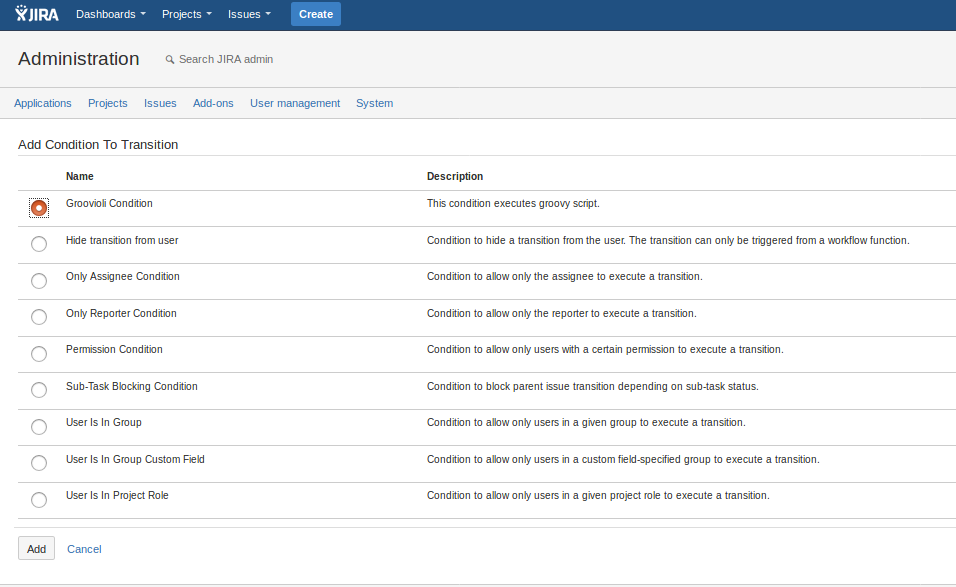 JIRA Dashboards Projects Issues Create
Administration Search JIRA admin
Applications Projects Issues Add-ons User management System
Add Condition To Transition
Name Description
Groovioli Condition This condition executes groovy script.
Hide transition from user Condition to hide a transition from the user. The transition can only be triggered from a workflow function.
Only Assignee Condition Condition to allow only the assignee to execute a transition.
Only Reporter Condition Condition to allow only the reporter to execute a transition.
Permission Condition Condition to allow only users with a certain permission to execute a transition.
Sub-Task Blocking Condition Condition to block parent issue transition depending on sub-task status.
User Is In Group Condition to allow only users in a given group to execute a transition.
User Is In Group Custom Field Condition to allow only users in a custom field-specified group to execute a transition.
User Is In Project Role Condition to allow only users in a given project role to execute a transition.
Add Cancel